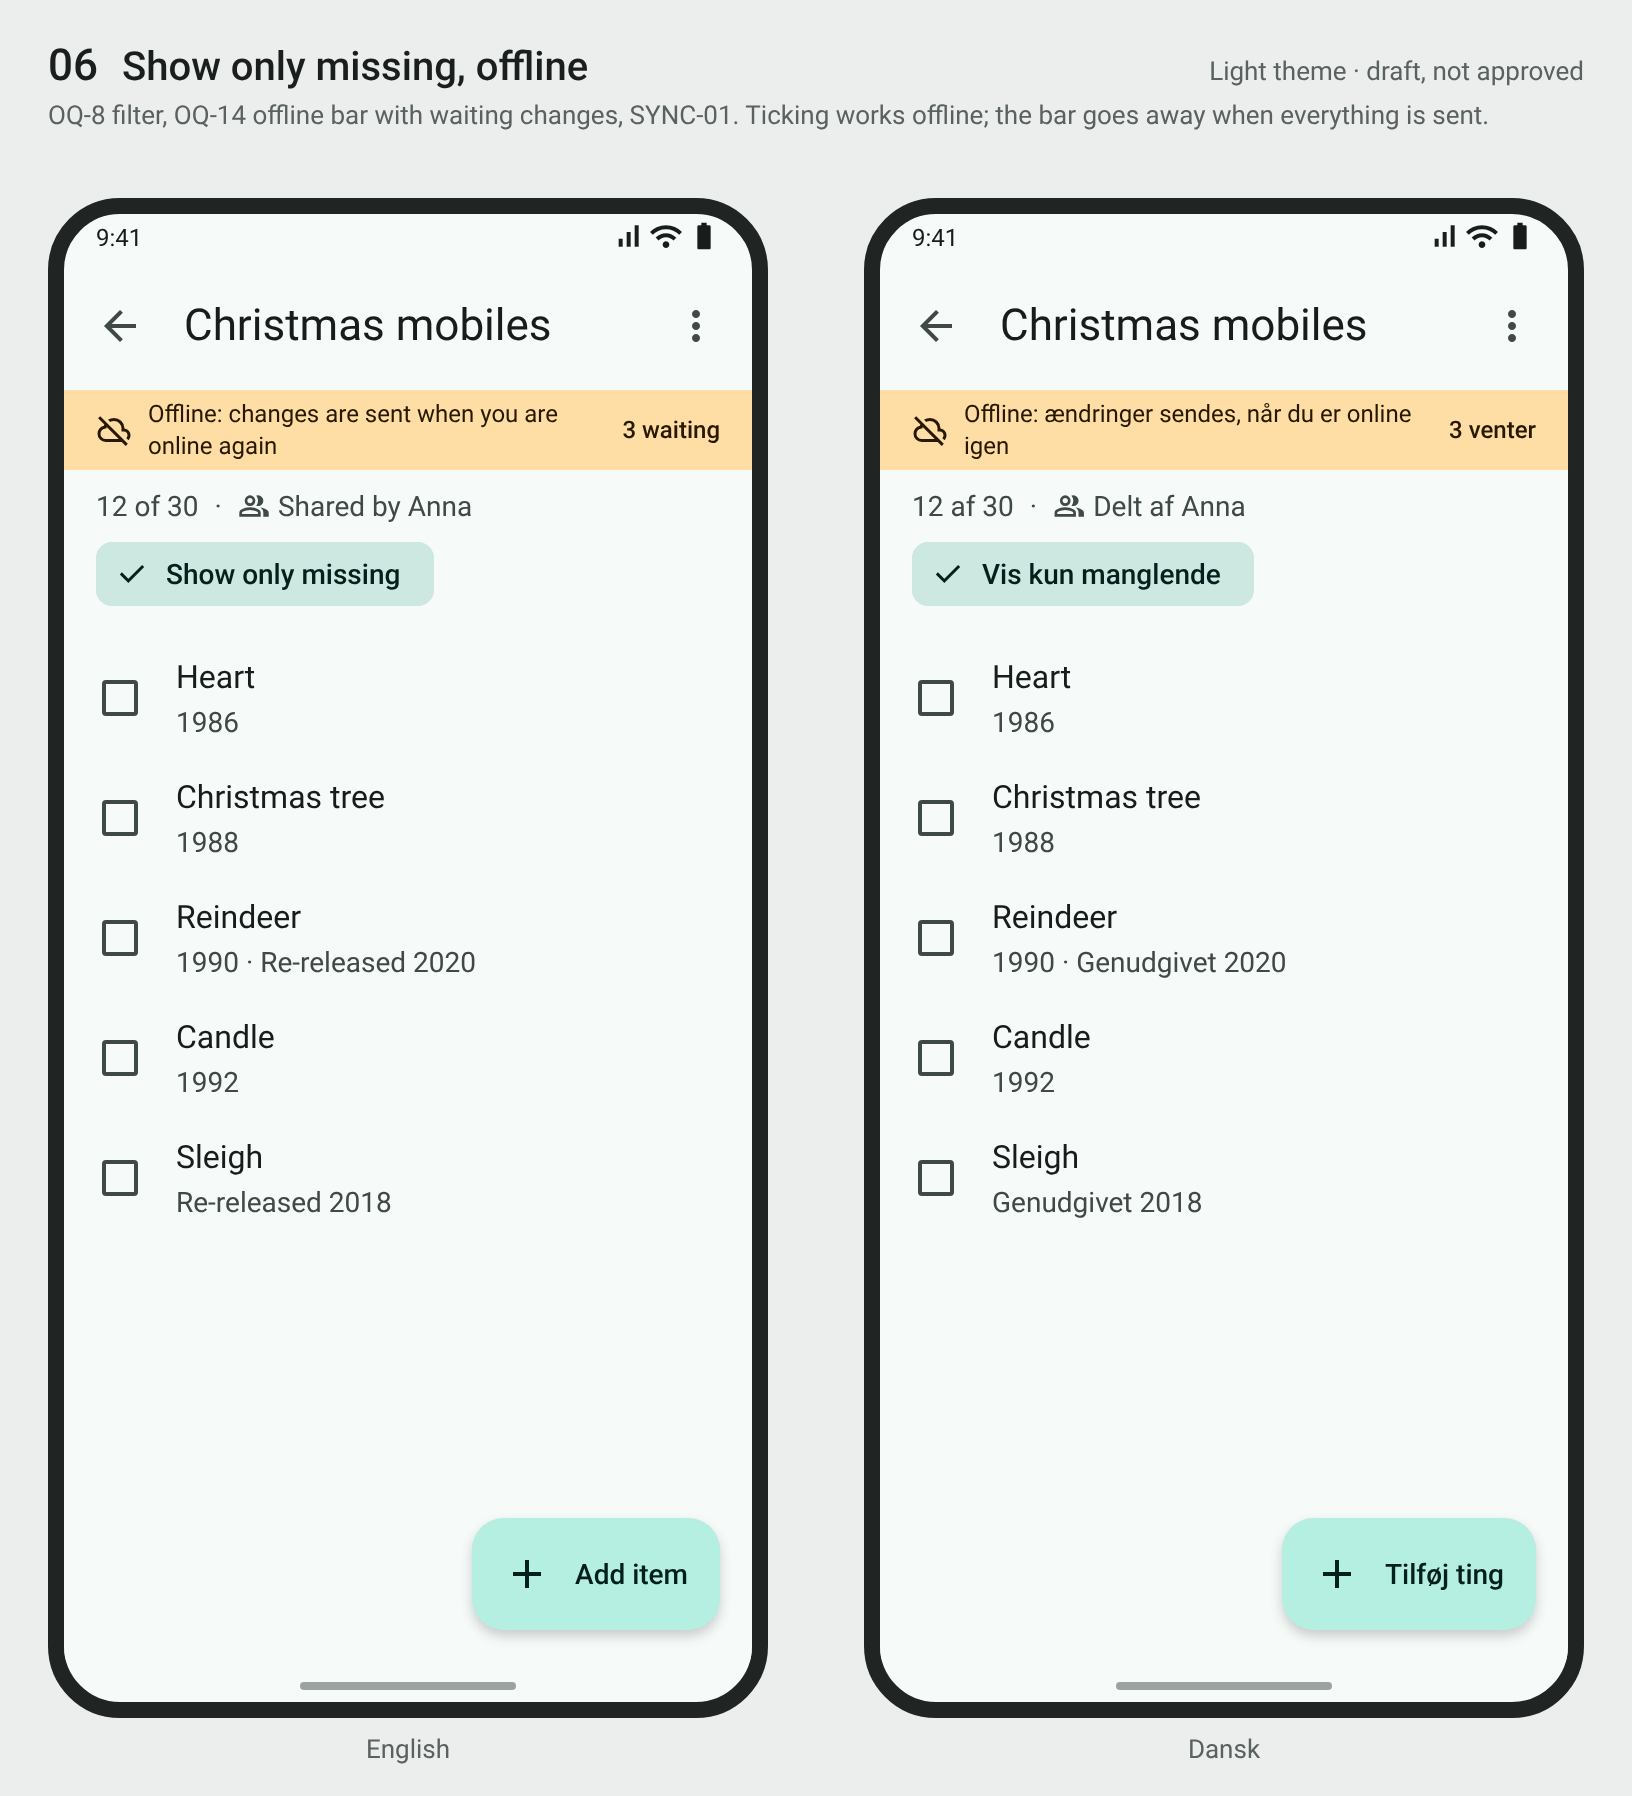 06 Show only missing, offline
Light theme · draft, not approved
OQ-8 filter, OQ-14 offline bar with waiting changes, SYNC-01. Ticking works offline; the bar goes away when everything is sent.
9:41
Christmas mobiles
Offline: changes are sent when you are
online again
3 waiting
12 of 30 · Shared by Anna
Show only missing
Heart
1986
Christmas tree
1988
Reindeer
1990 · Re-released 2020
Candle
1992
Sleigh
Re-released 2018
Add item
English
9:41
Christmas mobiles
Offline: ændringer sendes, når du er online
igen
3 venter
12 af 30 · Delt af Anna
Vis kun manglende
Heart
1986
Christmas tree
1988
Reindeer
1990 · Genudgivet 2020
Candle
1992
Sleigh
Genudgivet 2018
Tilføj ting
Dansk